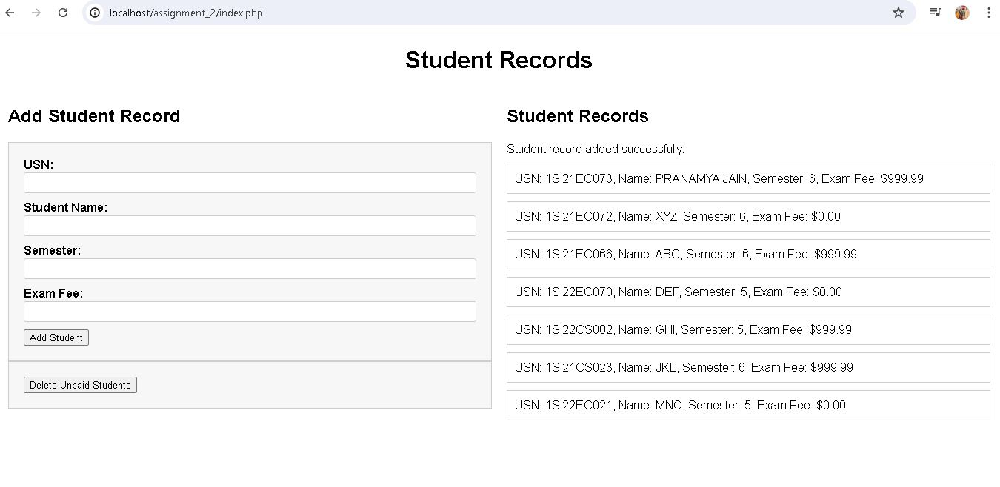 localhost/assignment_2/index.php
Student Records
Add Student Record
USN:
Student Name:
Semester:
Exam Fee:
Add Student
Delete Unpaid Students
Student Records
Student record added successfully.
USN: 1SI21EC073, Name: PRANAMYA JAIN, Semester: 6, Exam Fee: $999.99
USN: 1SI21EC072, Name: XYZ, Semester: 6, Exam Fee: $0.00
USN: 1SI21EC066, Name: ABC, Semester: 6, Exam Fee: $999.99
USN: 1SI22EC070, Name: DEF, Semester: 5, Exam Fee: $0.00
USN: 1SI22CS002, Name: GHI, Semester: 5, Exam Fee: $999.99
USN: 1SI21CS023, Name: JKL, Semester: 6, Exam Fee: $999.99
USN: 1SI22EC021, Name: MNO, Semester: 5, Exam Fee: $0.00